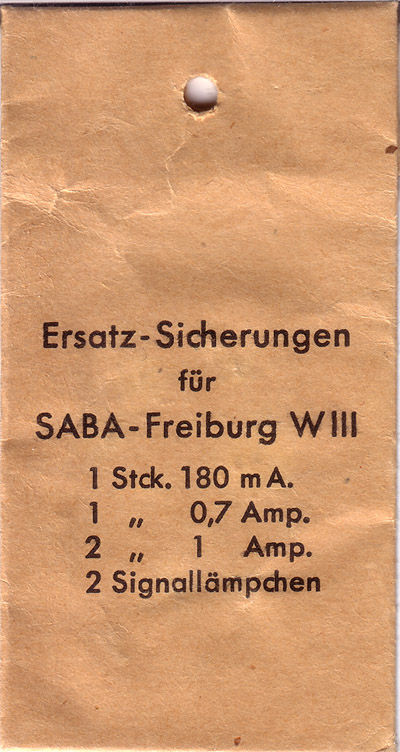 Ersatz-Sicherungen
für
SABA-Freiburg WIII
1 Stck. 180 mA.
1 „ 0,7 Amp.
2 „ 1 Amp.
2 Signallämpchen